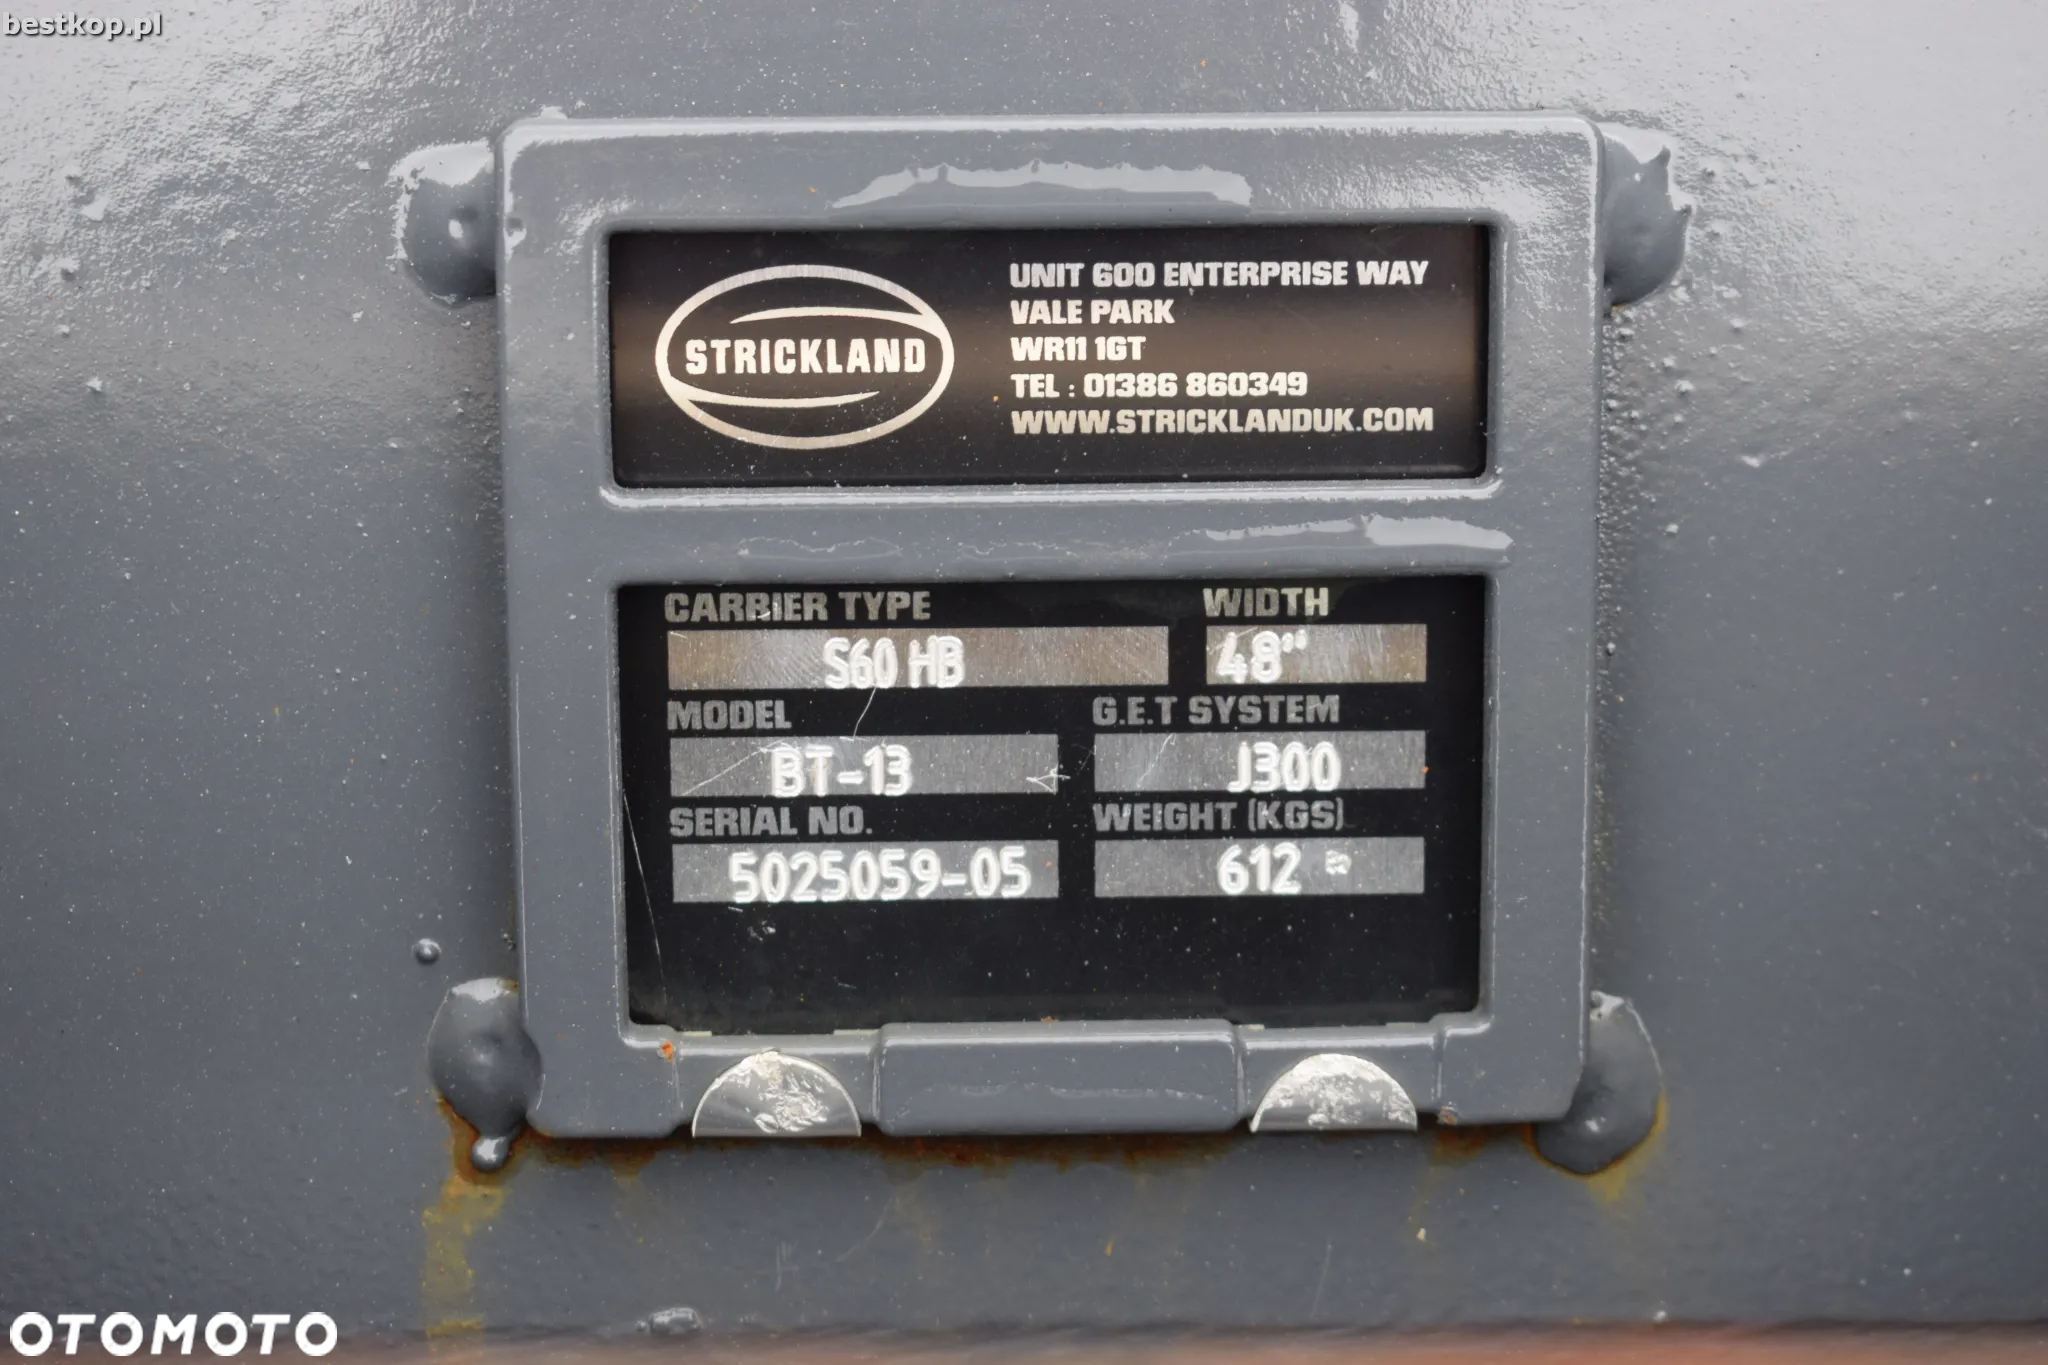 bestkop.pl
STRICKLAND
UNIT 600 ENTERPRISE WAY
VALE PARK
WR11 1GT
TEL : 01386 860349
WWW.STRICKLANDUK.COM
CARRIER TYPE
S60 HB
WIDTH
48"
MODEL
BT-13
G.E.T SYSTEM
J300
SERIAL NO.
5025059-05
WEIGHT (KGS)
612
OTOMOTO